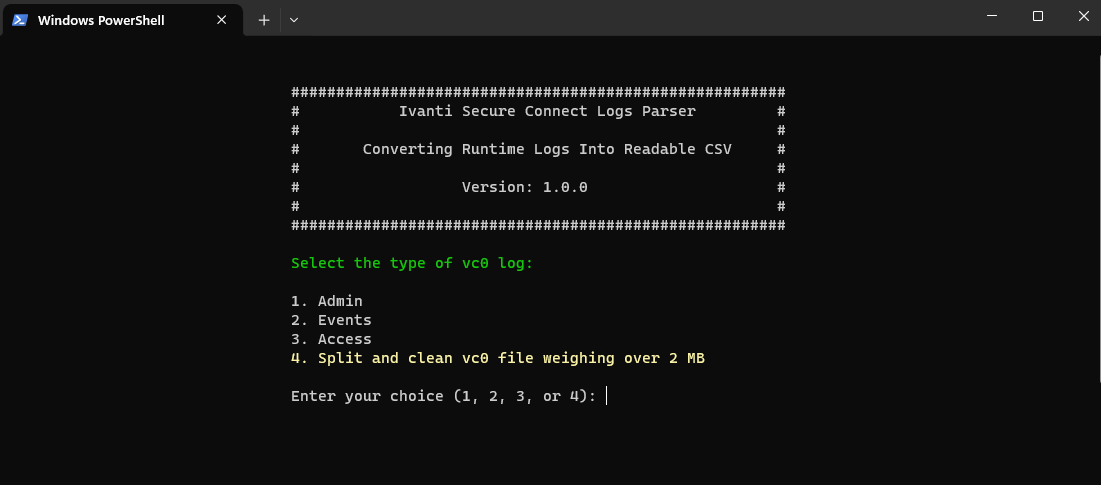 Windows PowerShell
#######################################################
# Ivanti Secure Connect Logs Parser #
# #
# Converting Runtime Logs Into Readable CSV #
# #
# Version: 1.0.0 #
# #
#######################################################
Select the type of vc0 log:
1. Admin
2. Events
3. Access
4. Split and clean vc0 file weighing over 2 MB
Enter your choice (1, 2, 3, or 4):